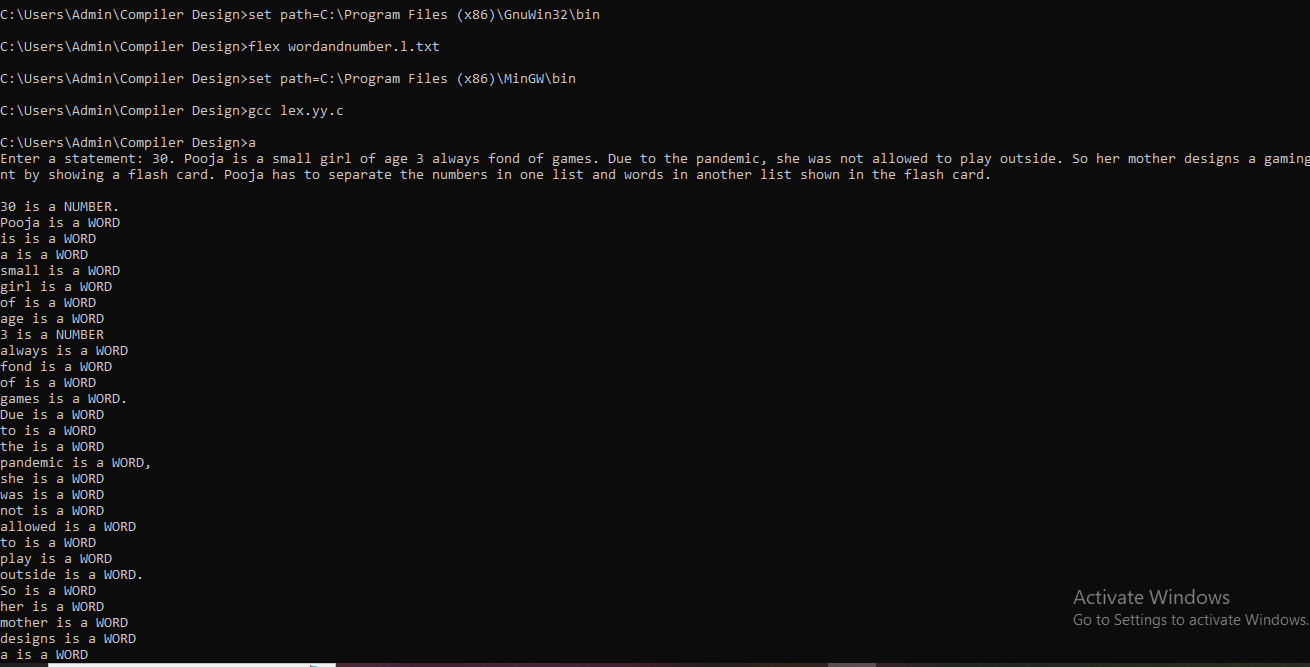 C:\Users\Admin\Compiler Design>set path=C:\Program Files (x86)\GnuWin32\bin
C:\Users\Admin\Compiler Design>flex wordandnumber.l.txt
C:\Users\Admin\Compiler Design>set path=C:\Program Files (x86)\MinGW\bin
C:\Users\Admin\Compiler Design>gcc lex.yy.c
C:\Users\Admin\Compiler Design>a
Enter a statement: 30. Pooja is a small girl of age 3 always fond of games. Due to the pandemic, she was not allowed to play outside. So her mother designs a gaming
nt by showing a flash card. Pooja has to separate the numbers in one list and words in another list shown in the flash card.
30 is a NUMBER.
Pooja is a WORD
is is a WORD
a is a WORD
small is a WORD
girl is a WORD
of is a WORD
age is a WORD
3 is a NUMBER
always is a WORD
fond is a WORD
of is a WORD
games is a WORD.
Due is a WORD
to is a WORD
the is a WORD
pandemic is a WORD,
she is a WORD
was is a WORD
not is a WORD
allowed is a WORD
to is a WORD
play is a WORD
outside is a WORD.
So is a WORD
her is a WORD
mother is a WORD
designs is a WORD
a is a WORD
Activate Windows
Go to Settings to activate Windows.